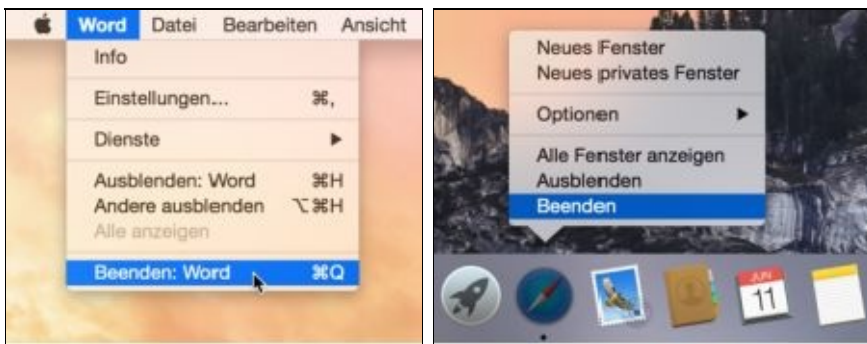 Word Datei Bearbeiten Ansicht
Info
Einstellungen... ⌘,
Dienste ▶
Ausblenden: Word ⌘H
Andere ausblenden ⌥⌘H
Alle anzeigen
Beenden: Word ⌘Q
Neues Fenster
Neues privates Fenster
Optionen ▶
Alle Fenster anzeigen
Ausblenden
Beenden
JUN
11